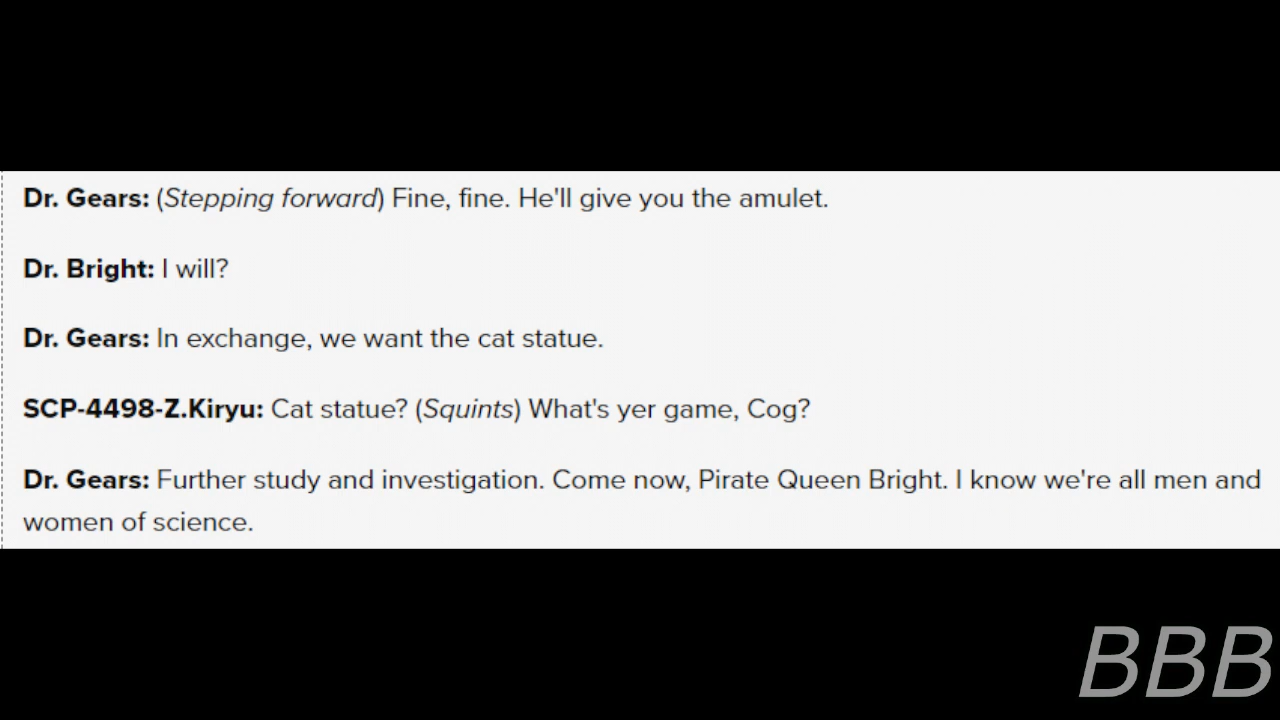 Dr. Gears: (Stepping forward) Fine, fine. He'll give you the amulet.
Dr. Bright: I will?
Dr. Gears: In exchange, we want the cat statue.
SCP-4498-Z.Kiryu: Cat statue? (Squints) What's yer game, Cog?
Dr. Gears: Further study and investigation. Come now, Pirate Queen Bright. I know we're all men and
women of science.
BBB